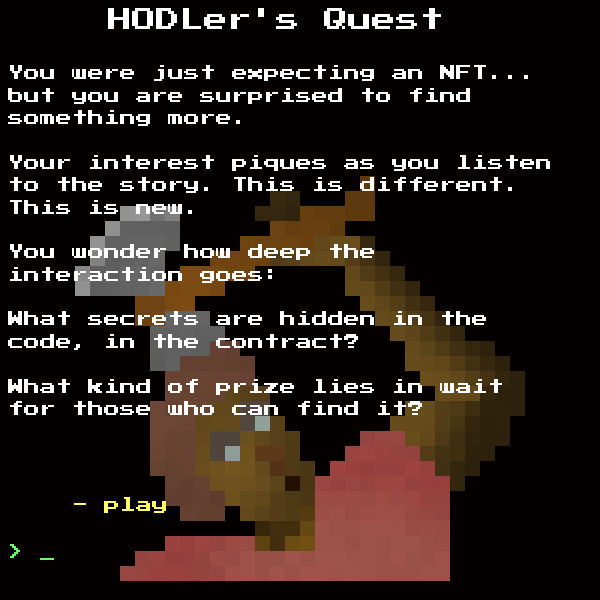 HODLer's Quest
You were just expecting an NFT...
but you are surprised to find
something more.
Your interest piques as you listen
to the story. This is different.
This is new.
You wonder how deep the
interaction goes:
What secrets are hidden in the
code, in the contract?
What kind of prize lies in wait
for those who can find it?
- play
> _